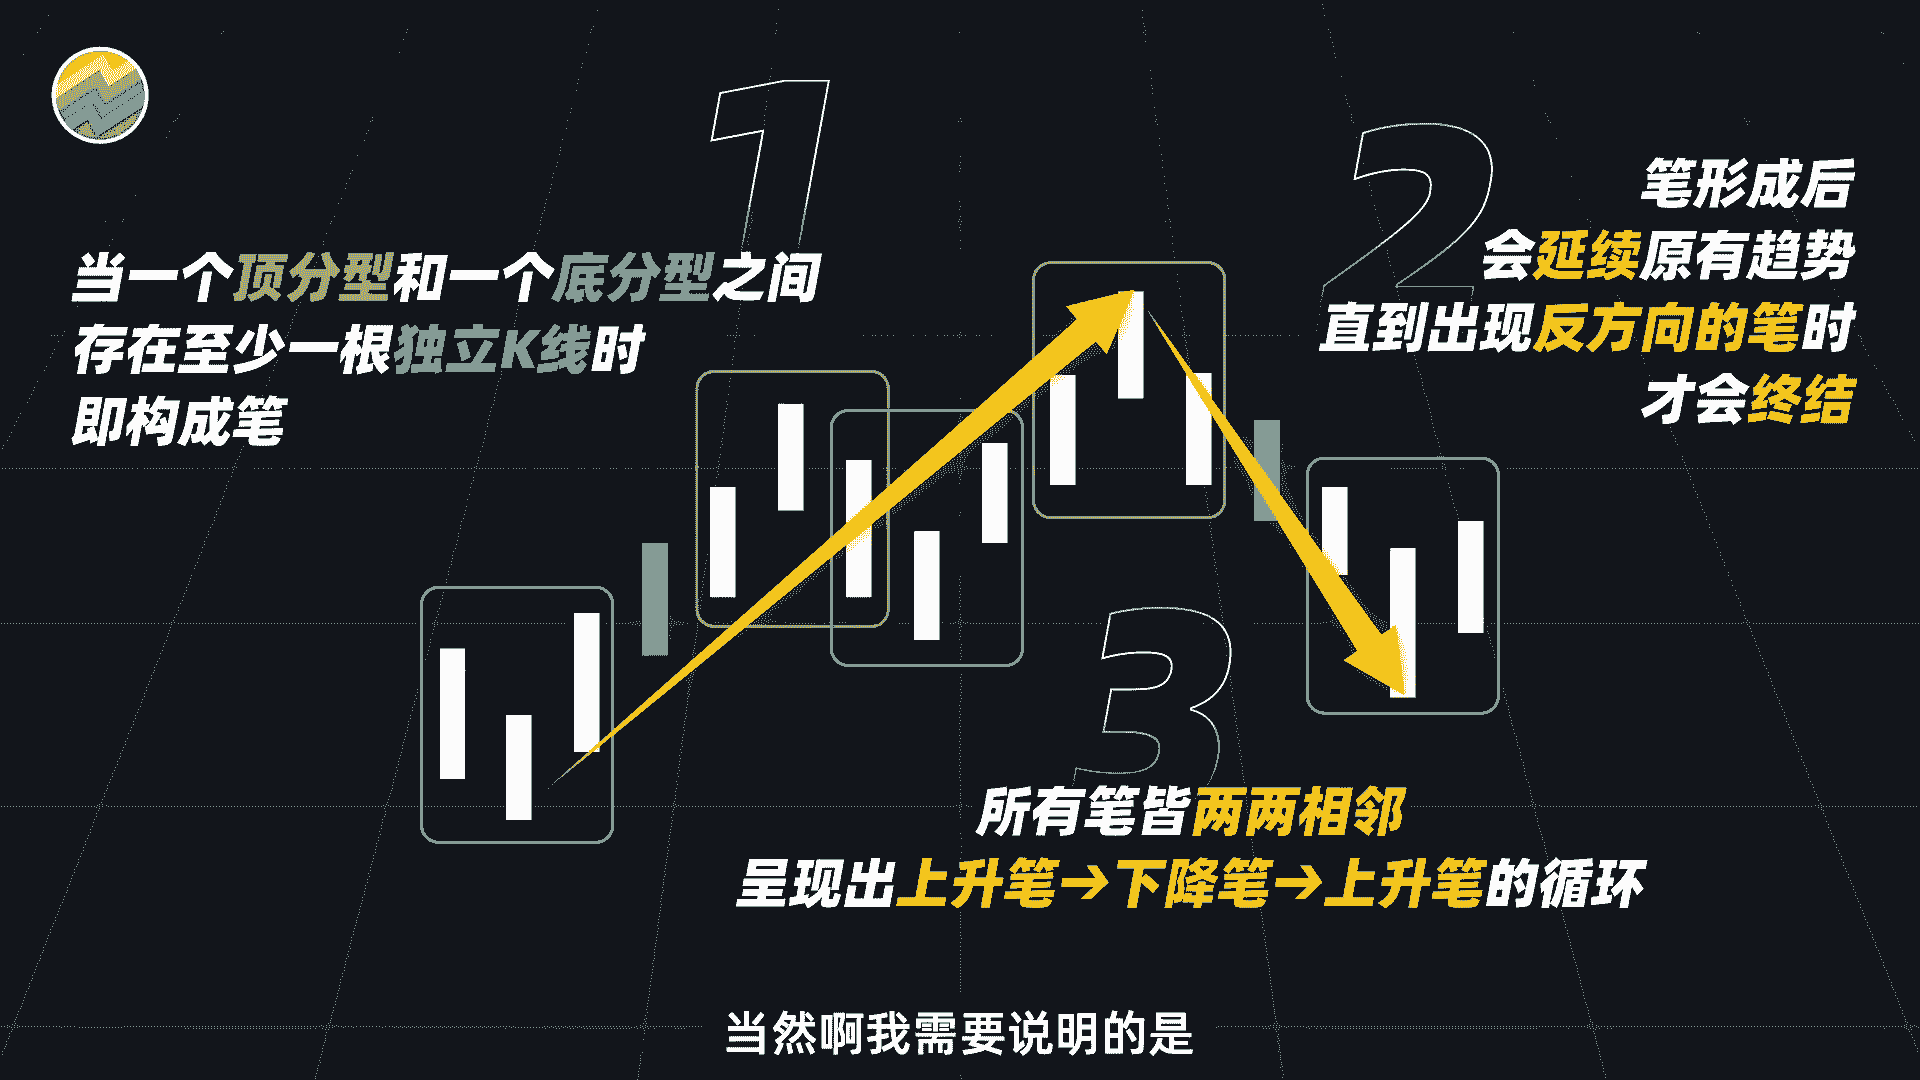 1
当一个顶分型和一个底分型之间
存在至少一根独立K线时
即构成笔
2
笔形成后
会延续原有趋势
直到出现反方向的笔时
才会终结
3
所有笔皆两两相邻
呈现出上升笔→下降笔→上升笔的循环
当然啊我需要说明的是